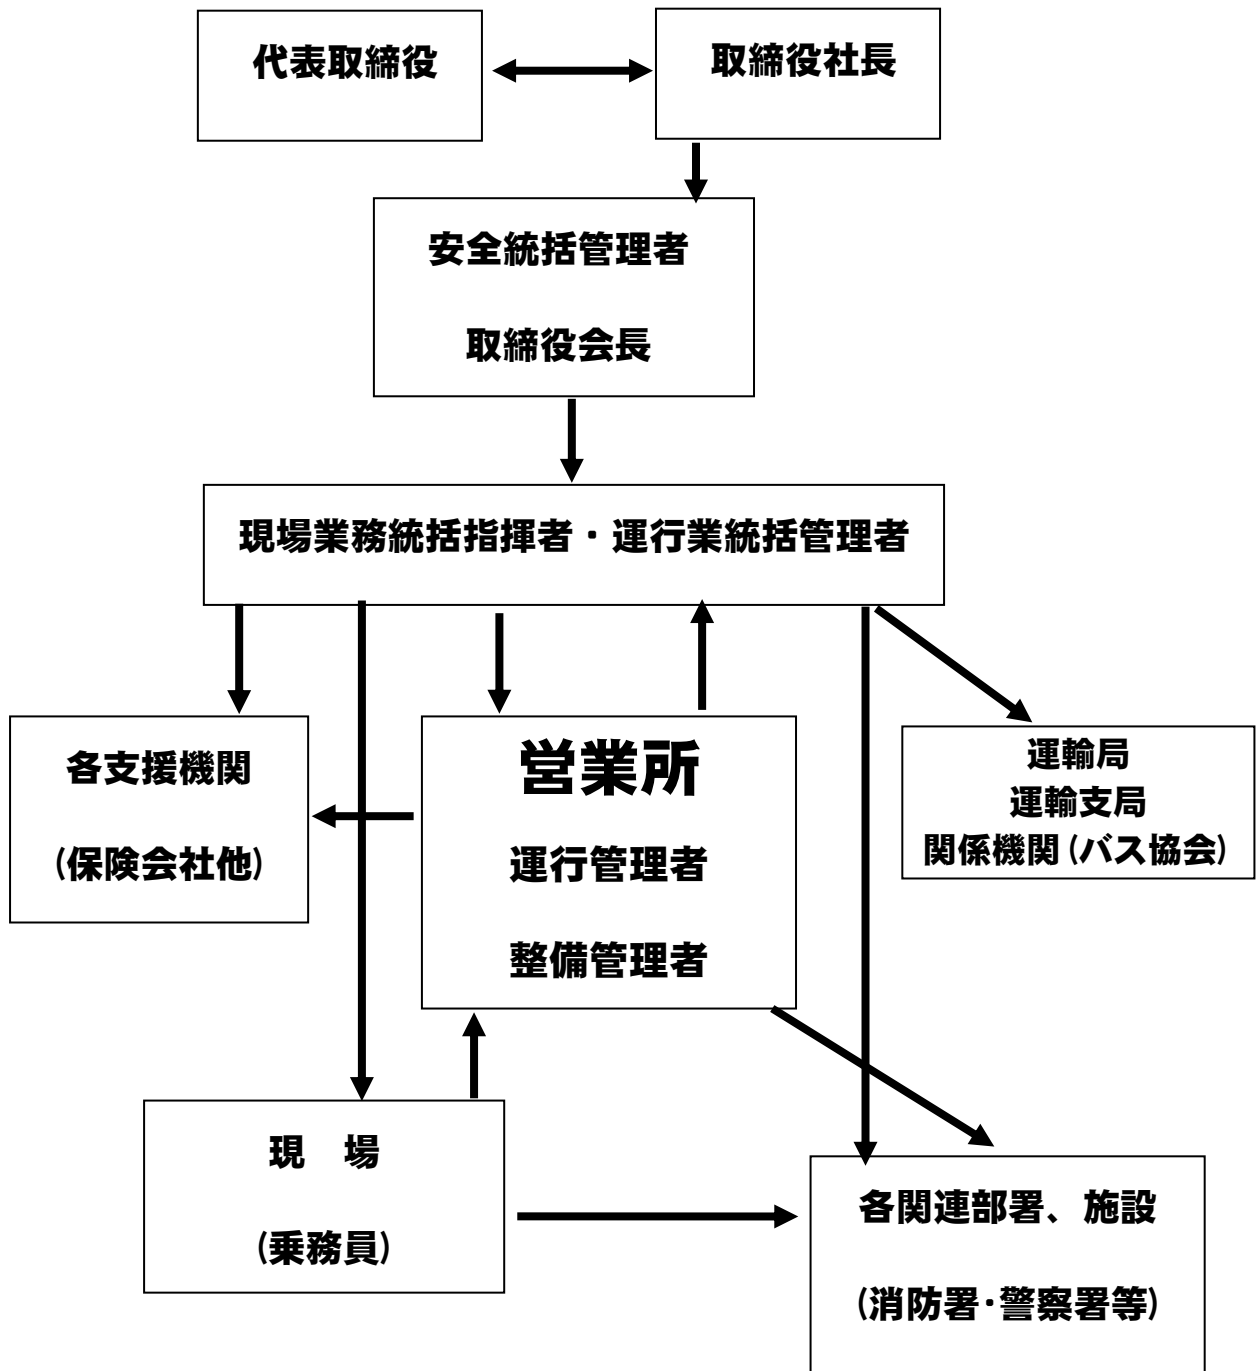 代表取締役
取締役社長
安全統括管理者
取締役会長
現場業務統括指揮者・運行業統括管理者
各支援機関
(保険会社他)
営業所
運行管理者
整備管理者
運輸局
運輸支局
関係機関(バス協会)
現　場
(乗務員)
各関連部署、施設
(消防署・警察署等)